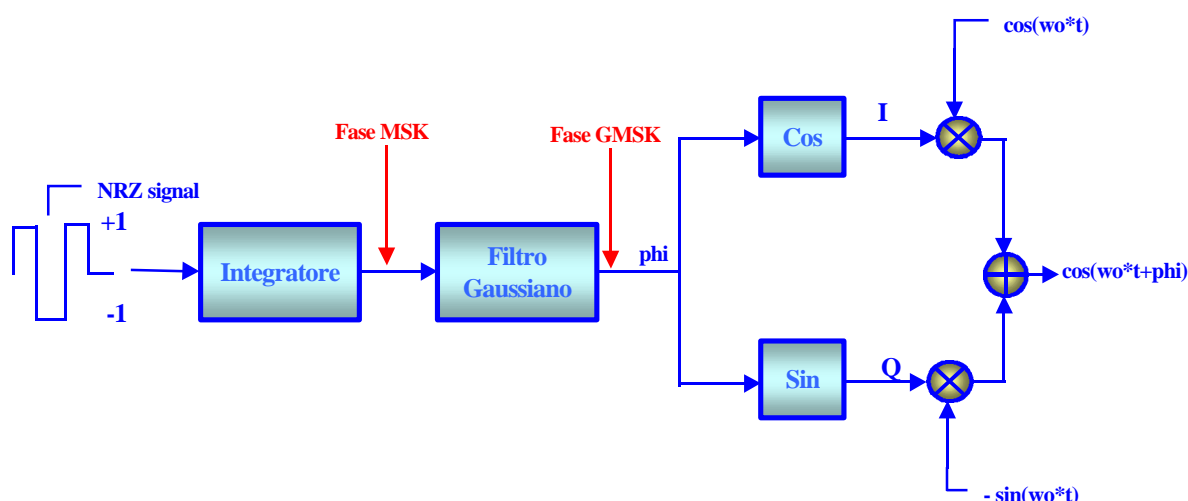 cos(wo*t)
I
Fase MSK
Fase GMSK
Cos
NRZ signal
+1
-1
Integratore
Filtro
Gaussiano
phi
cos(wo*t+phi)
Sin
Q
- sin(wo*t)